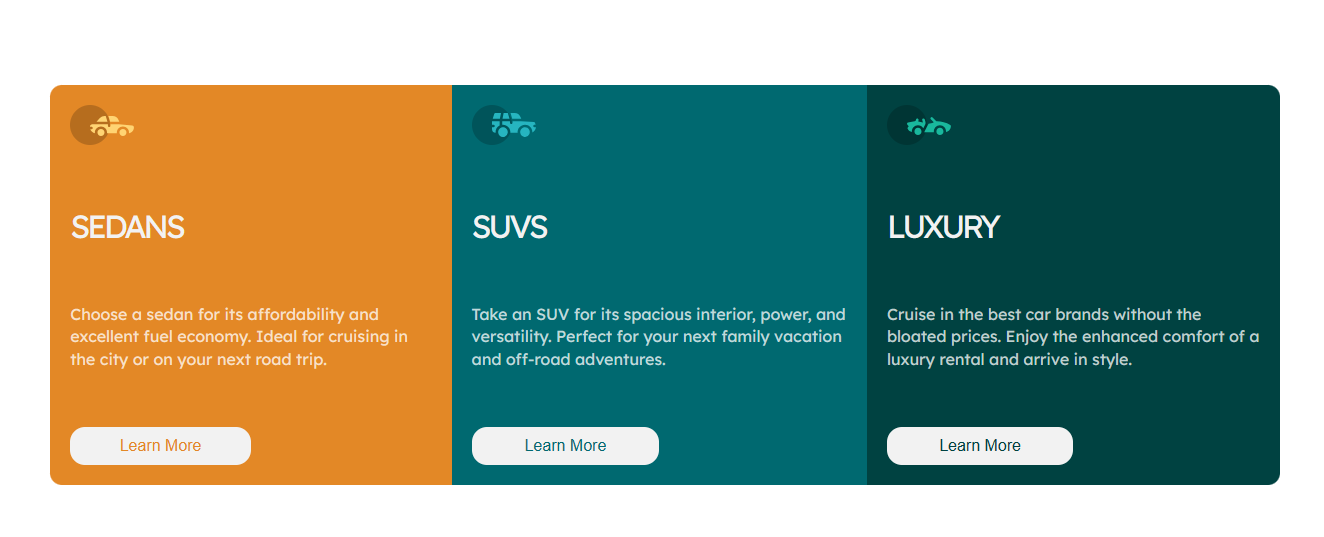 SEDANS
Choose a sedan for its affordability and
excellent fuel economy. Ideal for cruising in
the city or on your next road trip.
Learn More
SUVS
Take an SUV for its spacious interior, power, and
versatility. Perfect for your next family vacation
and off-road adventures.
Learn More
LUXURY
Cruise in the best car brands without the
bloated prices. Enjoy the enhanced comfort of a
luxury rental and arrive in style.
Learn More